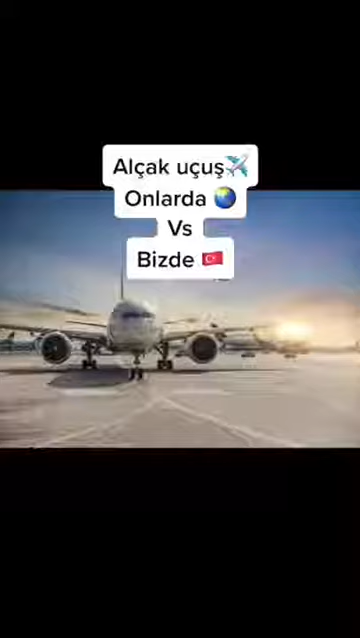 Alçak uçuş✈️
Onlarda 🌏
Vs
Bizde 🇹🇷